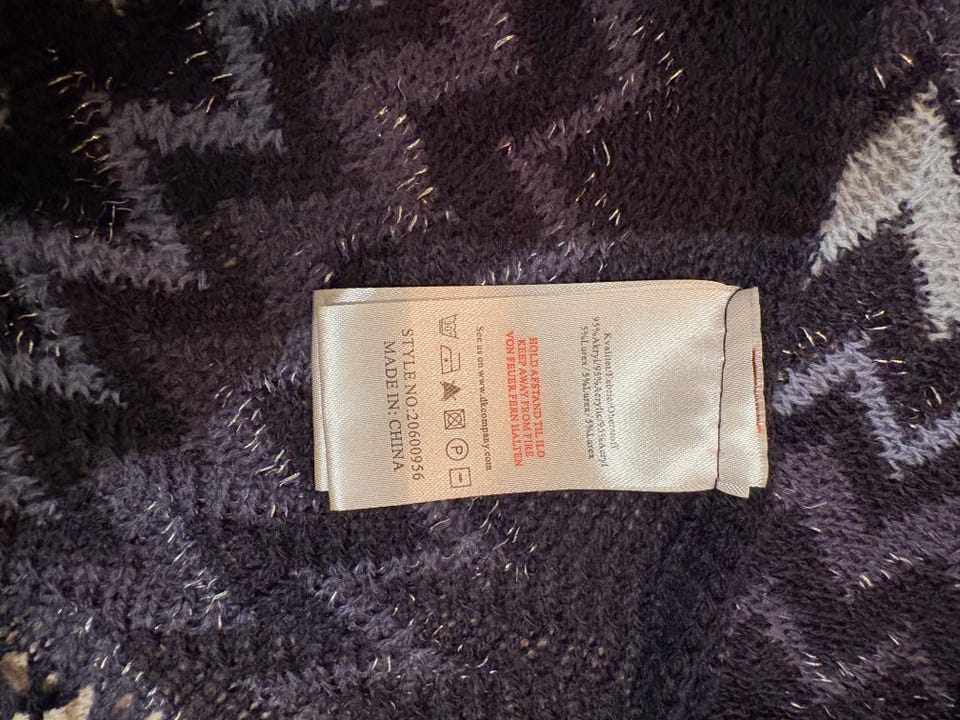 Kvalitet/Fabric/Oberstoff
95%Akryl/95%Acrylic/95%Acryl
5%Lurex/ 5%Lurex/ 5%Lurex
HOLD AFSTAND TIL ILD
KEEP AWAY FROM FIRE
VON FEUER FERN HALTEN
See us on www.dkcompany.com
30°
P
STYLE NO:20600956
MADE IN: CHINA